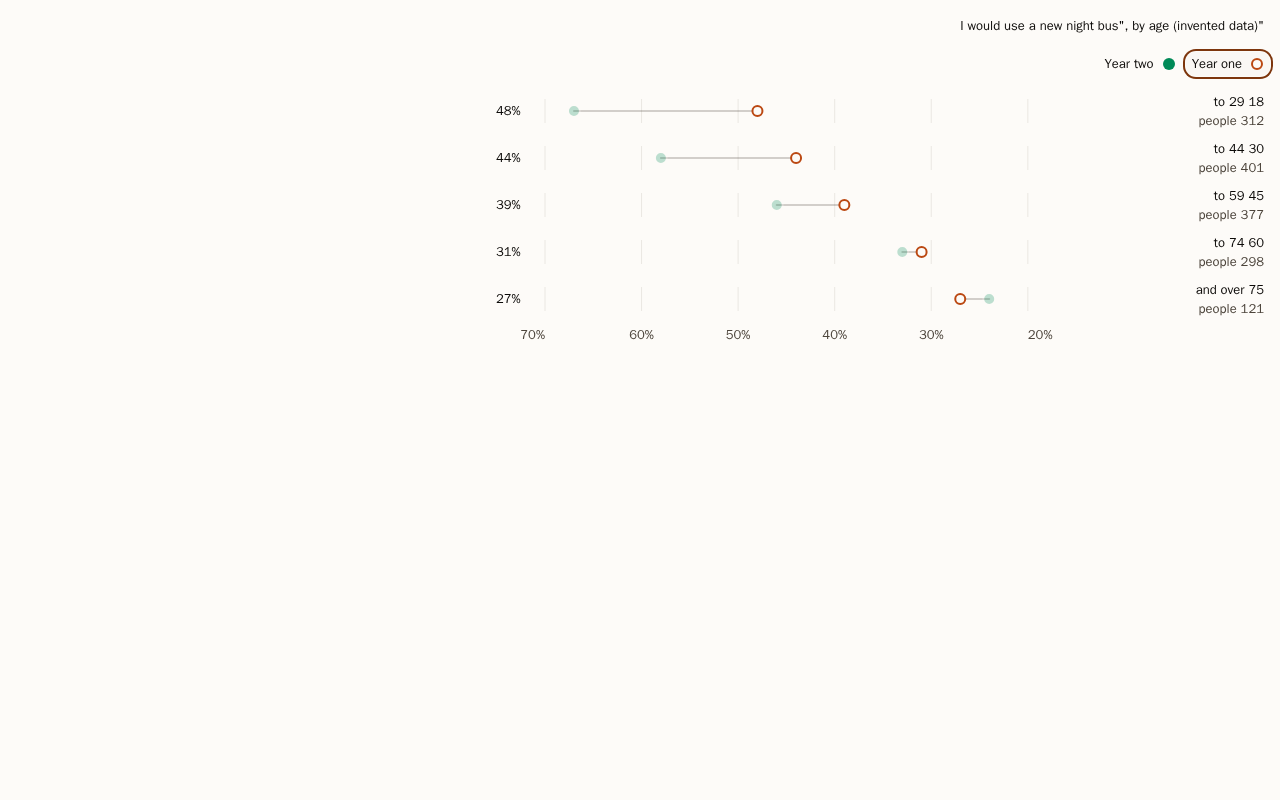 I would use a new night bus", by age (invented data)"
Year one
Year two
to 29 18
people 312
48%
to 44 30
people 401
44%
to 59 45
people 377
39%
to 74 60
people 298
31%
and over 75
people 121
27%
20%
30%
40%
50%
60%
70%